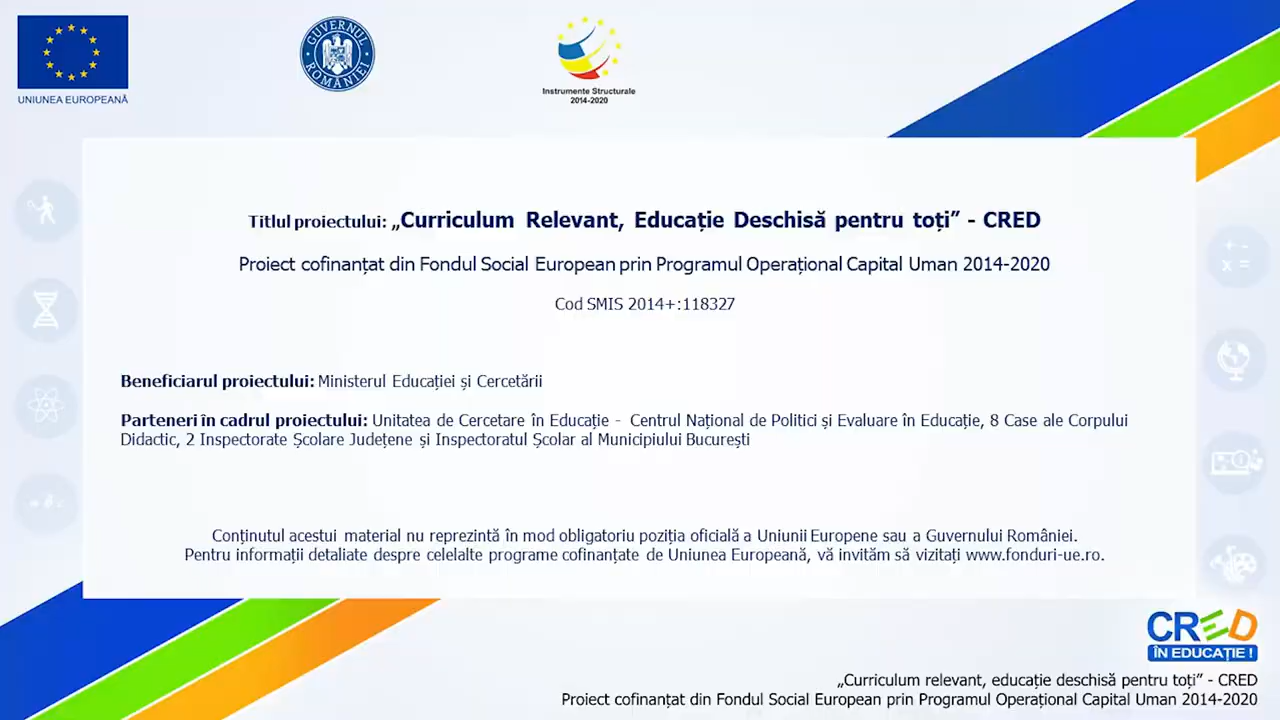 UNIUNEA EUROPEANĂ
GUVERNUL ROMÂNIEI
Instrumente Structurale
2014-2020
Titlul proiectului: „Curriculum Relevant, Educație Deschisă pentru toți” - CRED
Proiect cofinanțat din Fondul Social European prin Programul Operațional Capital Uman 2014-2020
Cod SMIS 2014+:118327
Beneficiarul proiectului: Ministerul Educației și Cercetării
Parteneri în cadrul proiectului: Unitatea de Cercetare în Educație - Centrul Național de Politici și Evaluare în Educație, 8 Case ale Corpului
Didactic, 2 Inspectorate Școlare Județene și Inspectoratul Școlar al Municipiului București
Conținutul acestui material nu reprezintă în mod obligatoriu poziția oficială a Uniunii Europene sau a Guvernului României.
Pentru informații detaliate despre celelalte programe cofinanțate de Uniunea Europeană, vă invităm să vizitați www.fonduri-ue.ro.
CRED
ÎN EDUCAȚIE !
„Curriculum relevant, educație deschisă pentru toți” - CRED
Proiect cofinanțat din Fondul Social European prin Programul Operațional Capital Uman 2014-2020